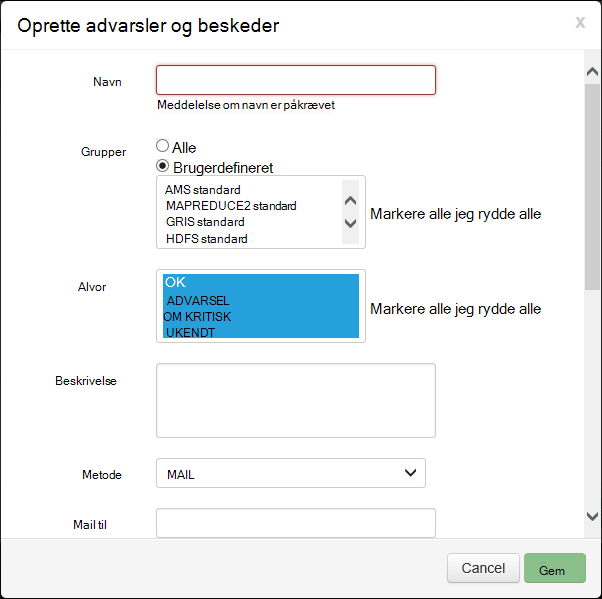 Oprette advarsler og beskeder
x
Navn
Meddelelse om navn er påkrævet
Grupper
Alle
Brugerdefineret
AMS standard
MAPREDUCE2 standard
GRIS standard
HDFS standard
Markere alle jeg rydde alle
Alvor
OK
ADVARSEL
OM KRITISK
UKENDT
Markere alle jeg rydde alle
Beskrivelse
Metode
MAIL
Mail til
Cancel
Gem